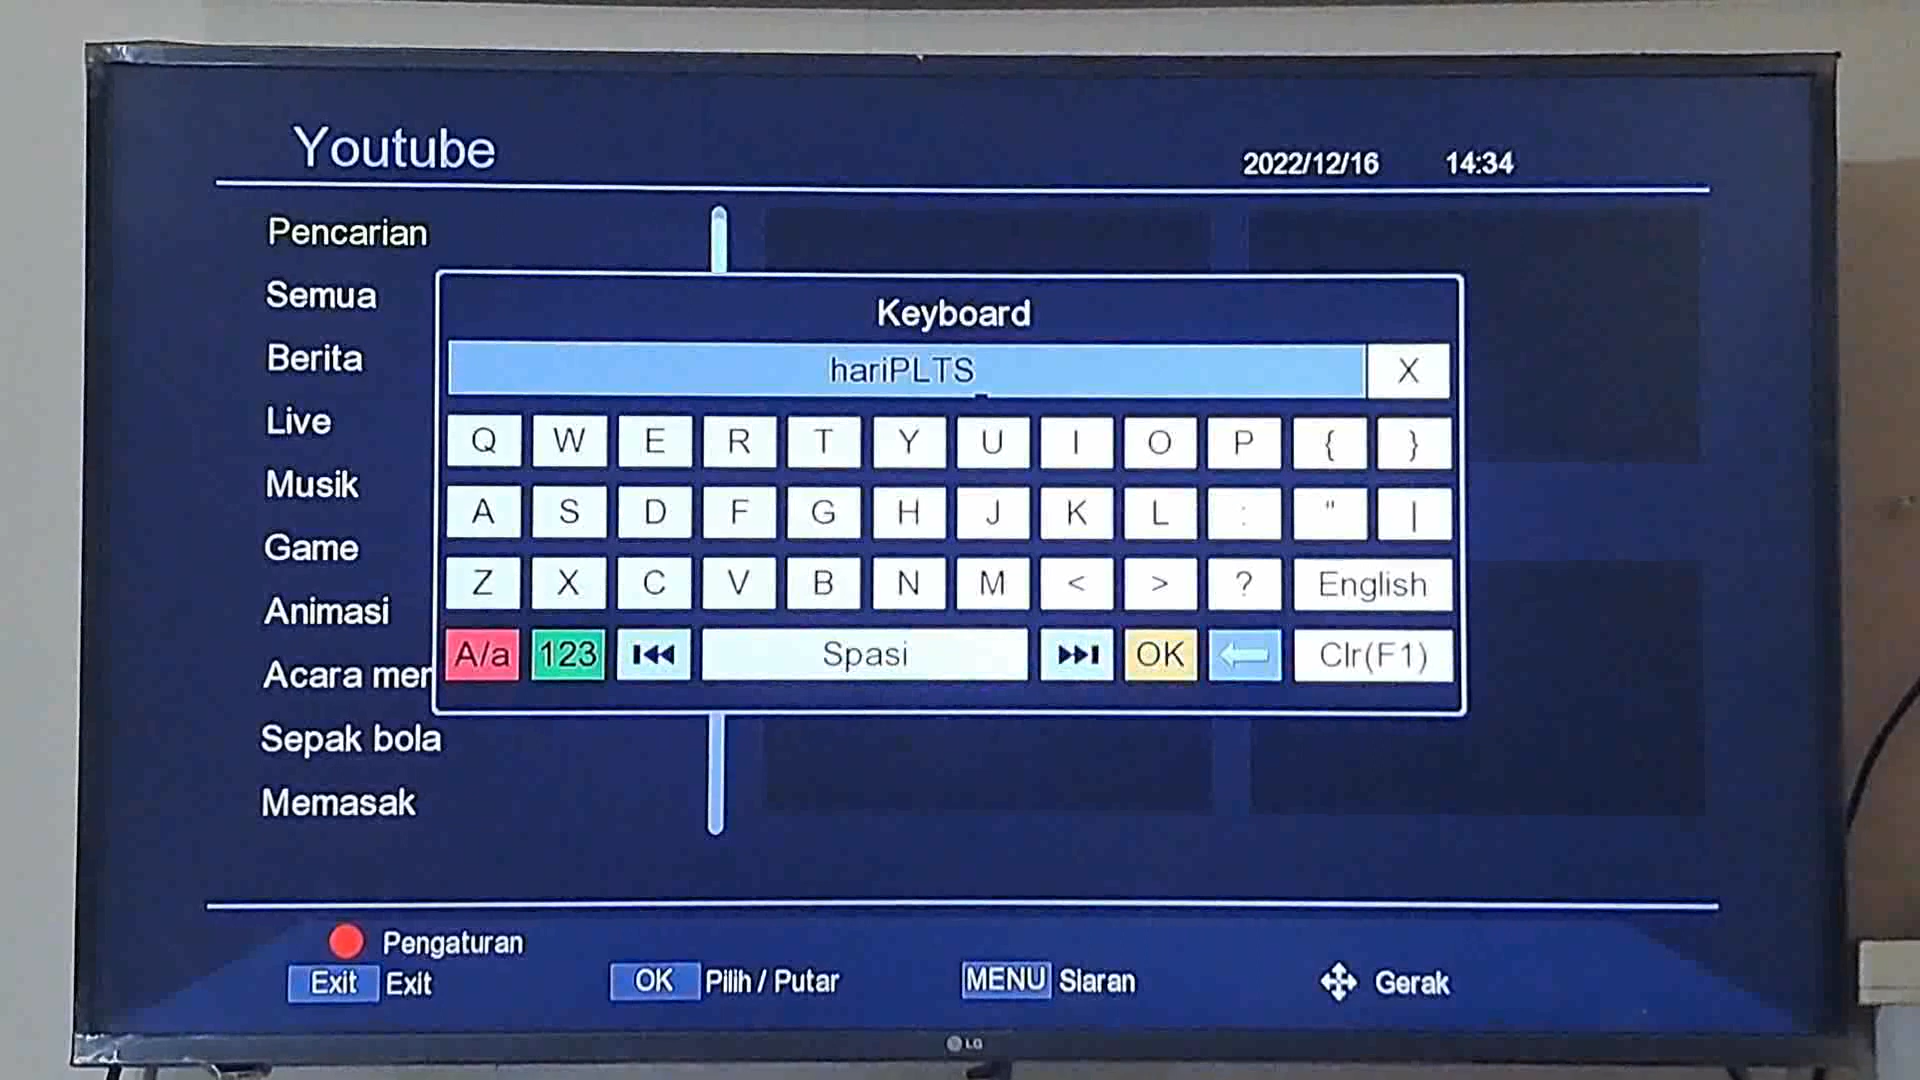 Youtube
2022/12/16 14:34
Pencarian
Semua
Berita
Live
Musik
Game
Animasi
Acara mer
Sepak bola
Memasak
Keyboard
hariPLTS X
Q W E R T Y U I O P { }
A S D F G H J K L : " |
Z X C V B N M < > ? English
A/a 123 Spasi OK Clr(F1)
Pengaturan
Exit Exit OK Pilih / Putar MENU Siaran Gerak
LG